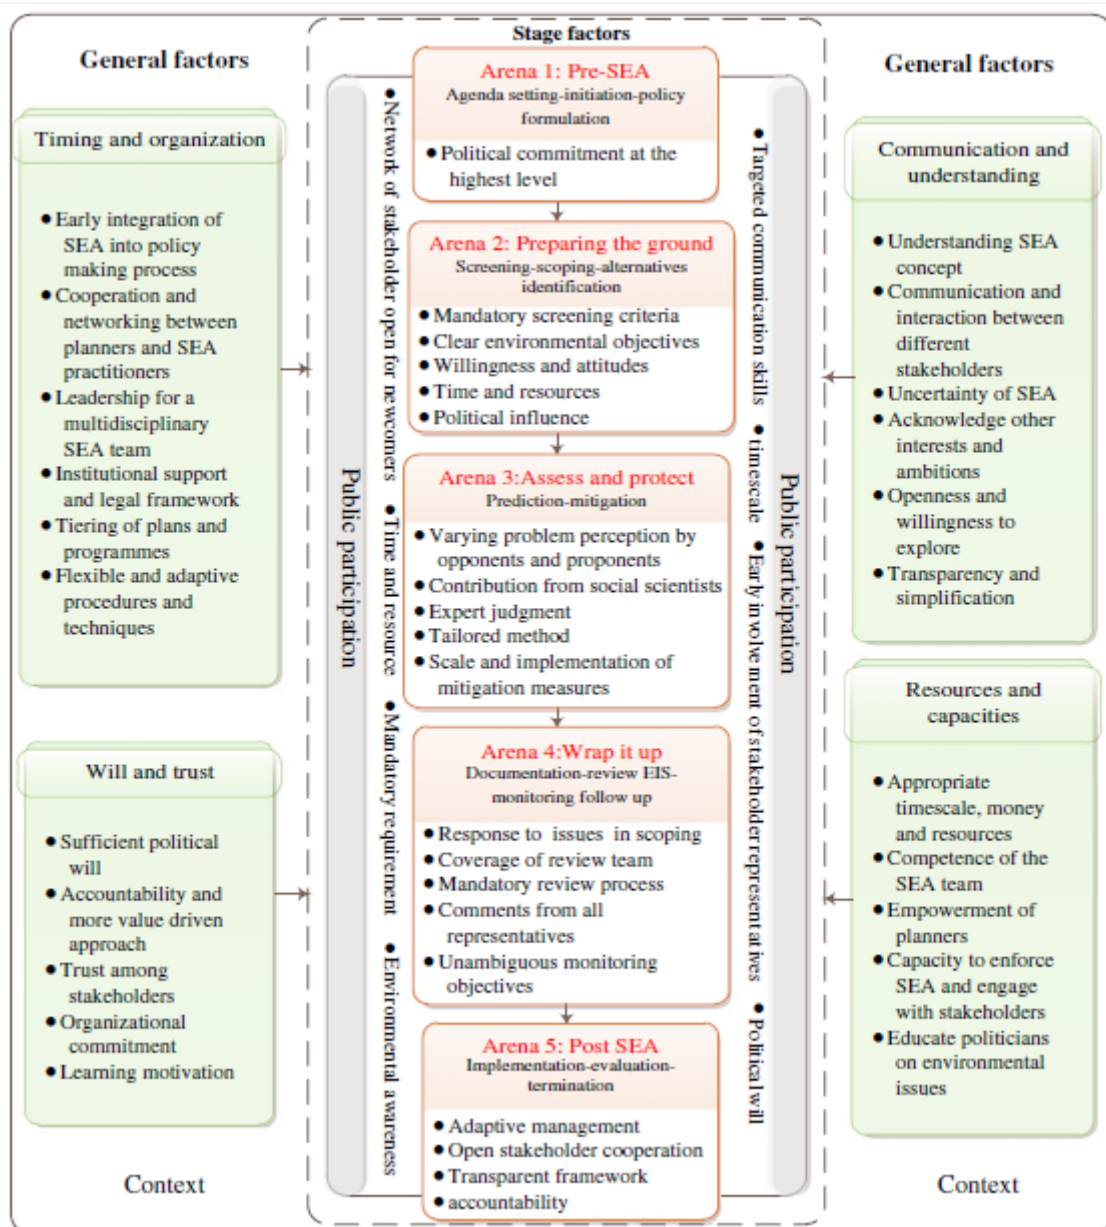 General factors
Timing and organization
● Early integration of
SEA into policy
making process
● Cooperation and
networking between
planners and SEA
practitioners
● Leadership for a
multidisciplinary
SEA team
● Institutional support
and legal framework
● Tiering of plans and
programmes
● Flexible and adaptive
procedures and
techniques
Will and trust
● Sufficient political
will
● Accountability and
more value driven
approach
● Trust among
stakeholders
● Organizational
commitment
● Learning motivation
Context
Stage factors
Public participation
● Network of stakeholder open for newcomers ● Time and resource ● Mandatory requirement ● Environmental awareness
Arena 1: Pre-SEA
Agenda setting-initiation-policy
formulation
● Political commitment at the
highest level
Arena 2: Preparing the ground
Screening-scoping-alternatives
identification
● Mandatory screening criteria
● Clear environmental objectives
● Willingness and attitudes
● Time and resources
● Political influence
Arena 3:Assess and protect
Prediction-mitigation
● Varying problem perception by
opponents and proponents
● Contribution from social scientists
● Expert judgment
● Tailored method
● Scale and implementation of
mitigation measures
Arena 4:Wrap it up
Documentation-review EIS-
monitoring follow up
● Response to issues in scoping
● Coverage of review team
● Mandatory review process
● Comments from all
representatives
● Unambiguous monitoring
objectives
Arena 5: Post SEA
Implementation-evaluation-
termination
● Adaptive management
● Open stakeholder cooperation
● Transparent framework
● accountability
● Targeted communication skills ● timescale ● Early involvement of stakeholder representatives ● Political will
Public participation
General factors
Communication and
understanding
● Understanding SEA
concept
● Communication and
interaction between
different
stakeholders
● Uncertainty of SEA
● Acknowledge other
interests and
ambitions
● Openness and
willingness to
explore
● Transparency and
simplification
Resources and
capacities
● Appropriate
timescale, money
and resources
● Competence of the
SEA team
● Empowerment of
planners
● Capacity to enforce
SEA and engage
with stakeholders
● Educate politicians
on environmental
issues
Context